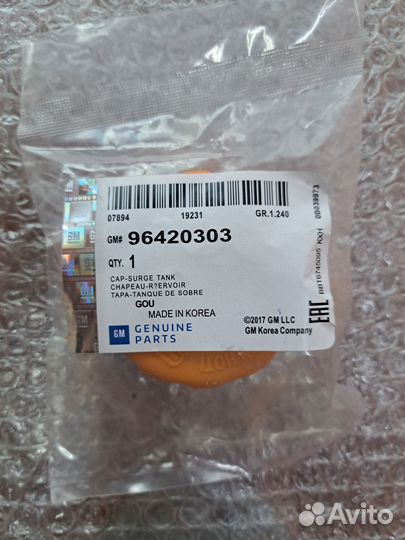 07894 19231 GR.1.240
GM# 96420303
QTY. 1
CAP-SURGE TANK
CHAPEAU-R?ERVOIR
TAPA-TANQUE DE SOBRE
GOU
MADE IN KOREA
GM GENUINE
PARTS
©2017 GM LLC
GM Korea Company
EAC
Avito